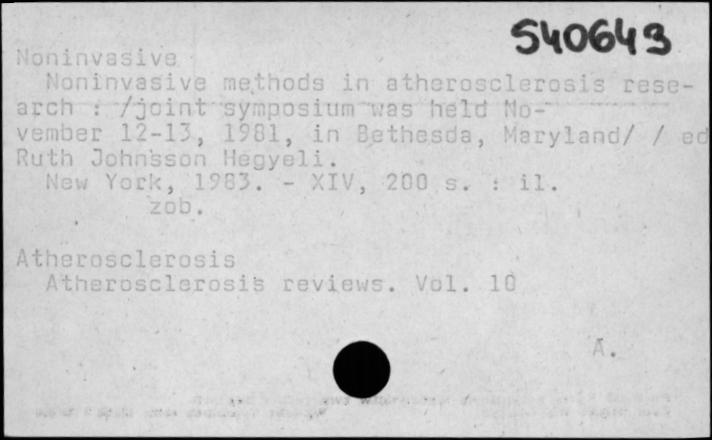 540643
Noninvasive
Noninvasive methods in atherosclerosis rese-
arch : /joint symposium was held No-
vember 12-13, 1981, in Bethesda, Maryland/ / ed
Ruth Johnsson Hegyeli.
New York, 1983. - XIV, 200 s. : il.
zob.
Atherosclerosis
Atherosclerosis reviews. Vol. 10
A.